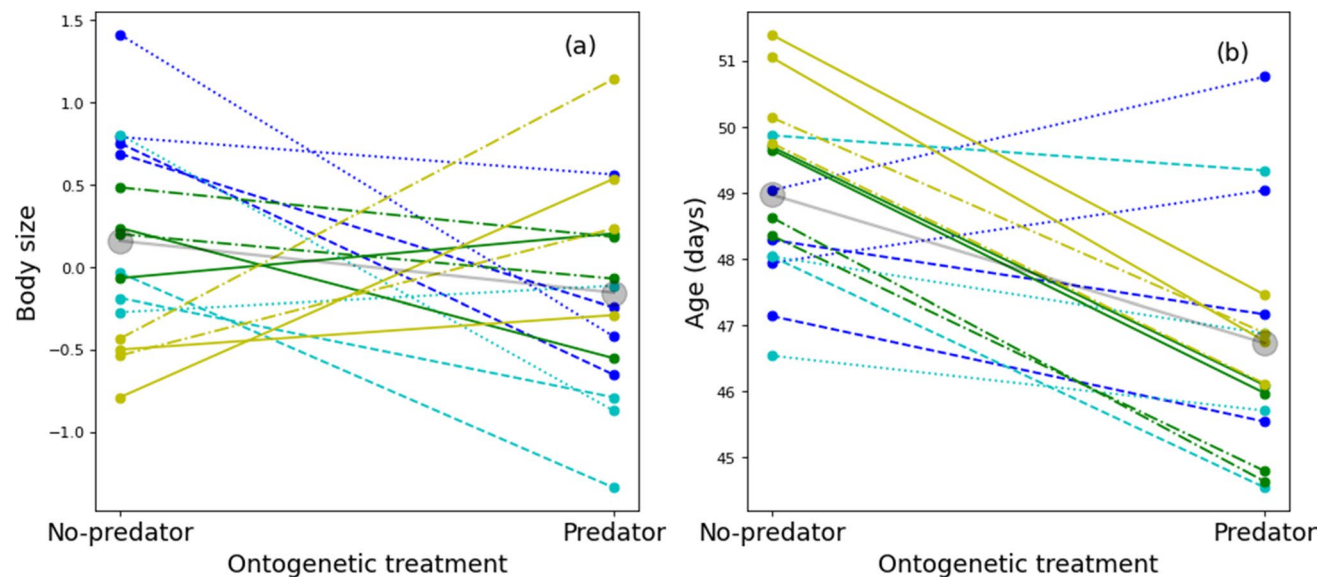 (a)
Body size
1.5
1.0
0.5
0.0
−0.5
−1.0
No-predator Predator
Ontogenetic treatment
(b)
Age (days)
51
50
49
48
47
46
45
No-predator Predator
Ontogenetic treatment